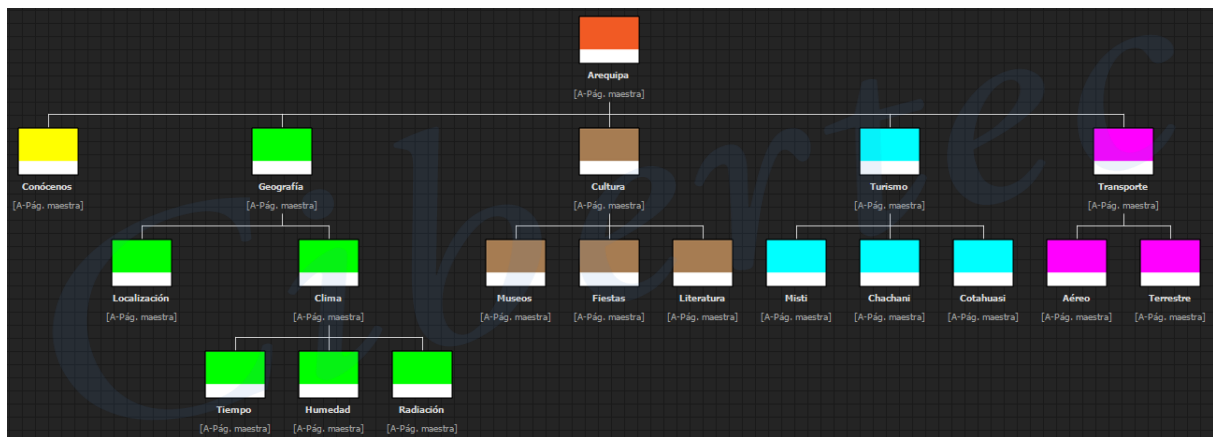 Arequipa
[A-Pág. maestra]
Conócenos
[A-Pág. maestra]
Geografía
[A-Pág. maestra]
Cultura
[A-Pág. maestra]
Turismo
[A-Pág. maestra]
Transporte
[A-Pág. maestra]
Localización
[A-Pág. maestra]
Clima
[A-Pág. maestra]
Museos
[A-Pág. maestra]
Fiestas
[A-Pág. maestra]
Literatura
[A-Pág. maestra]
Misti
[A-Pág. maestra]
Chachani
[A-Pág. maestra]
Cotahuasi
[A-Pág. maestra]
Aéreo
[A-Pág. maestra]
Terrestre
[A-Pág. maestra]
Tiempo
[A-Pág. maestra]
Humedad
[A-Pág. maestra]
Radiación
[A-Pág. maestra]
Cibertec